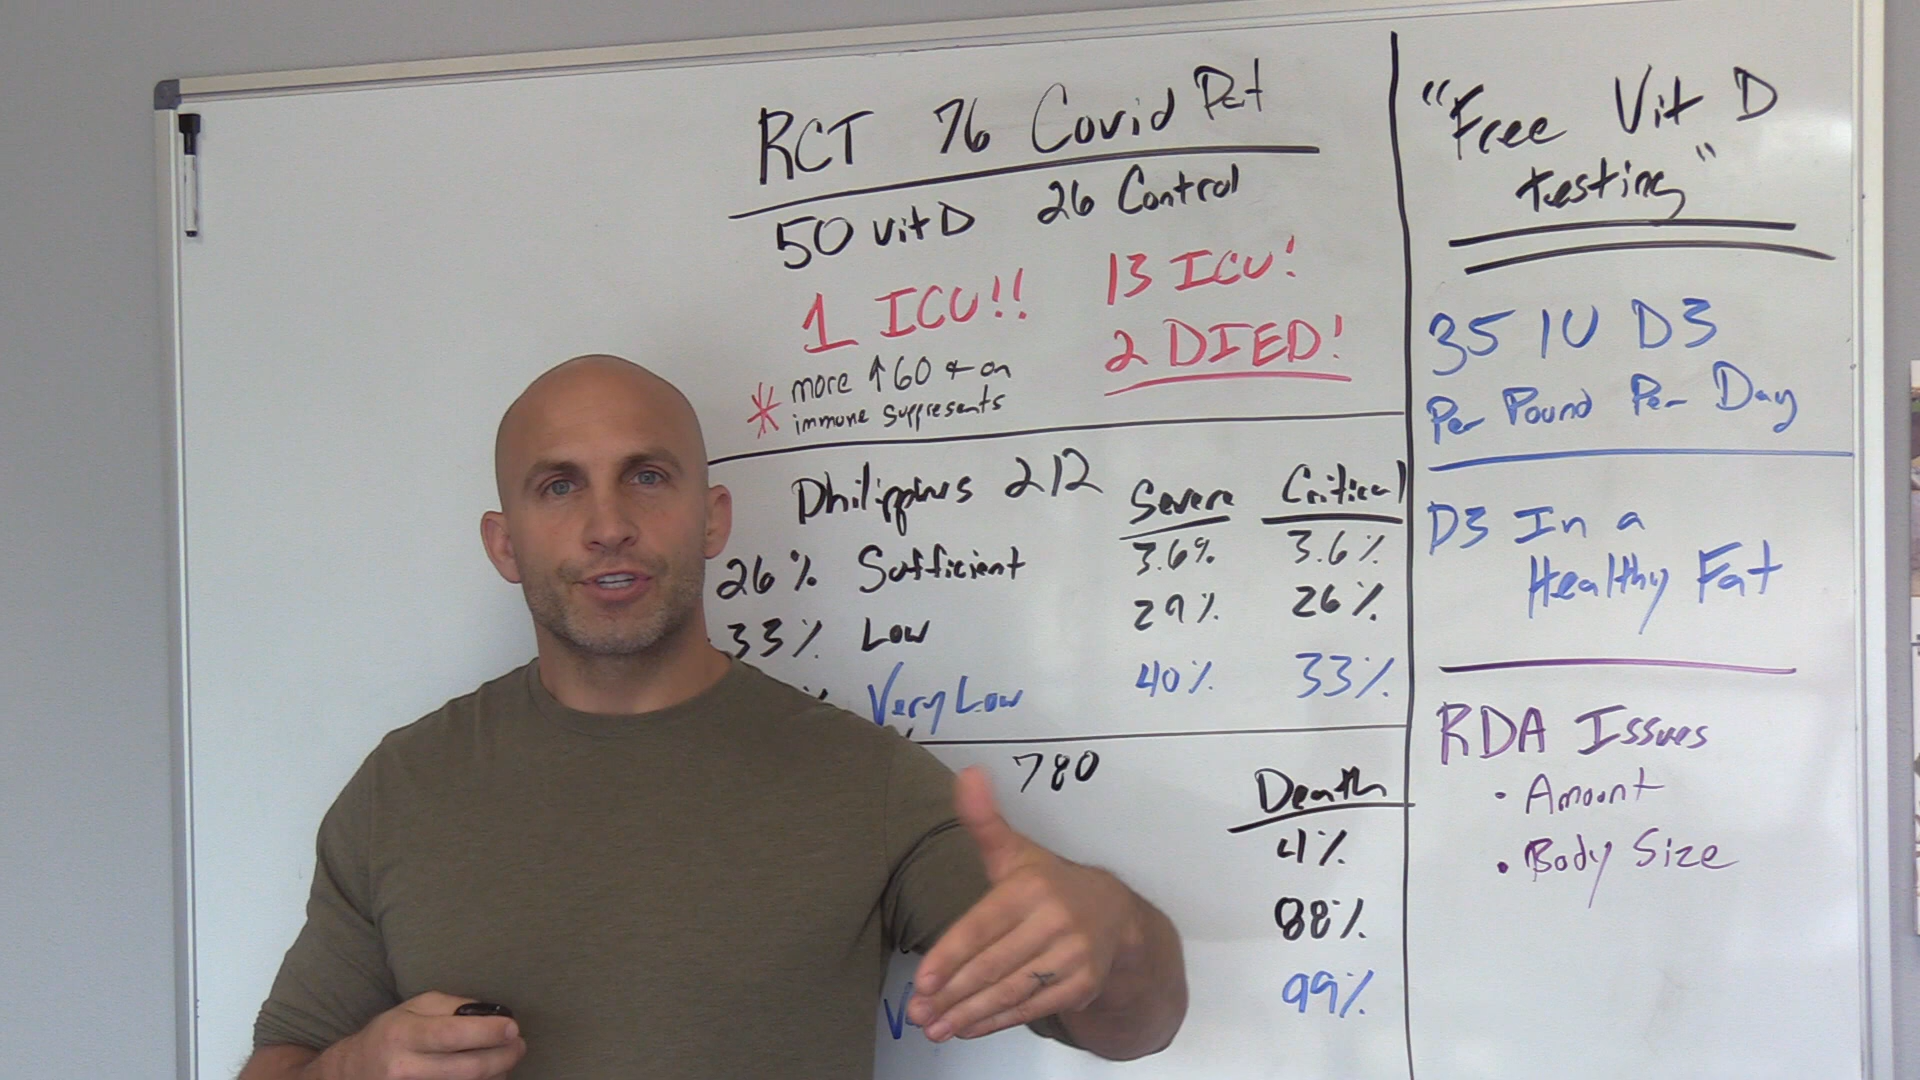 RCT 76 Covid Pat
50 vit D 26 Control
1 ICU!! 13 ICU!
2 DIED!
* more ↑60 + on
immune suppresents
Philippines 212 Severe Critical
26% Sufficient 3.6% 3.6%
33% Low 29% 26%
% Very Low 40% 33%
780 Death
4%
88%
V 99%
"Free Vit D
testing"
35 IU D3
Per Pound Per Day
D3 In a
Healthy Fat
RDA Issues
• Amount
• Body Size